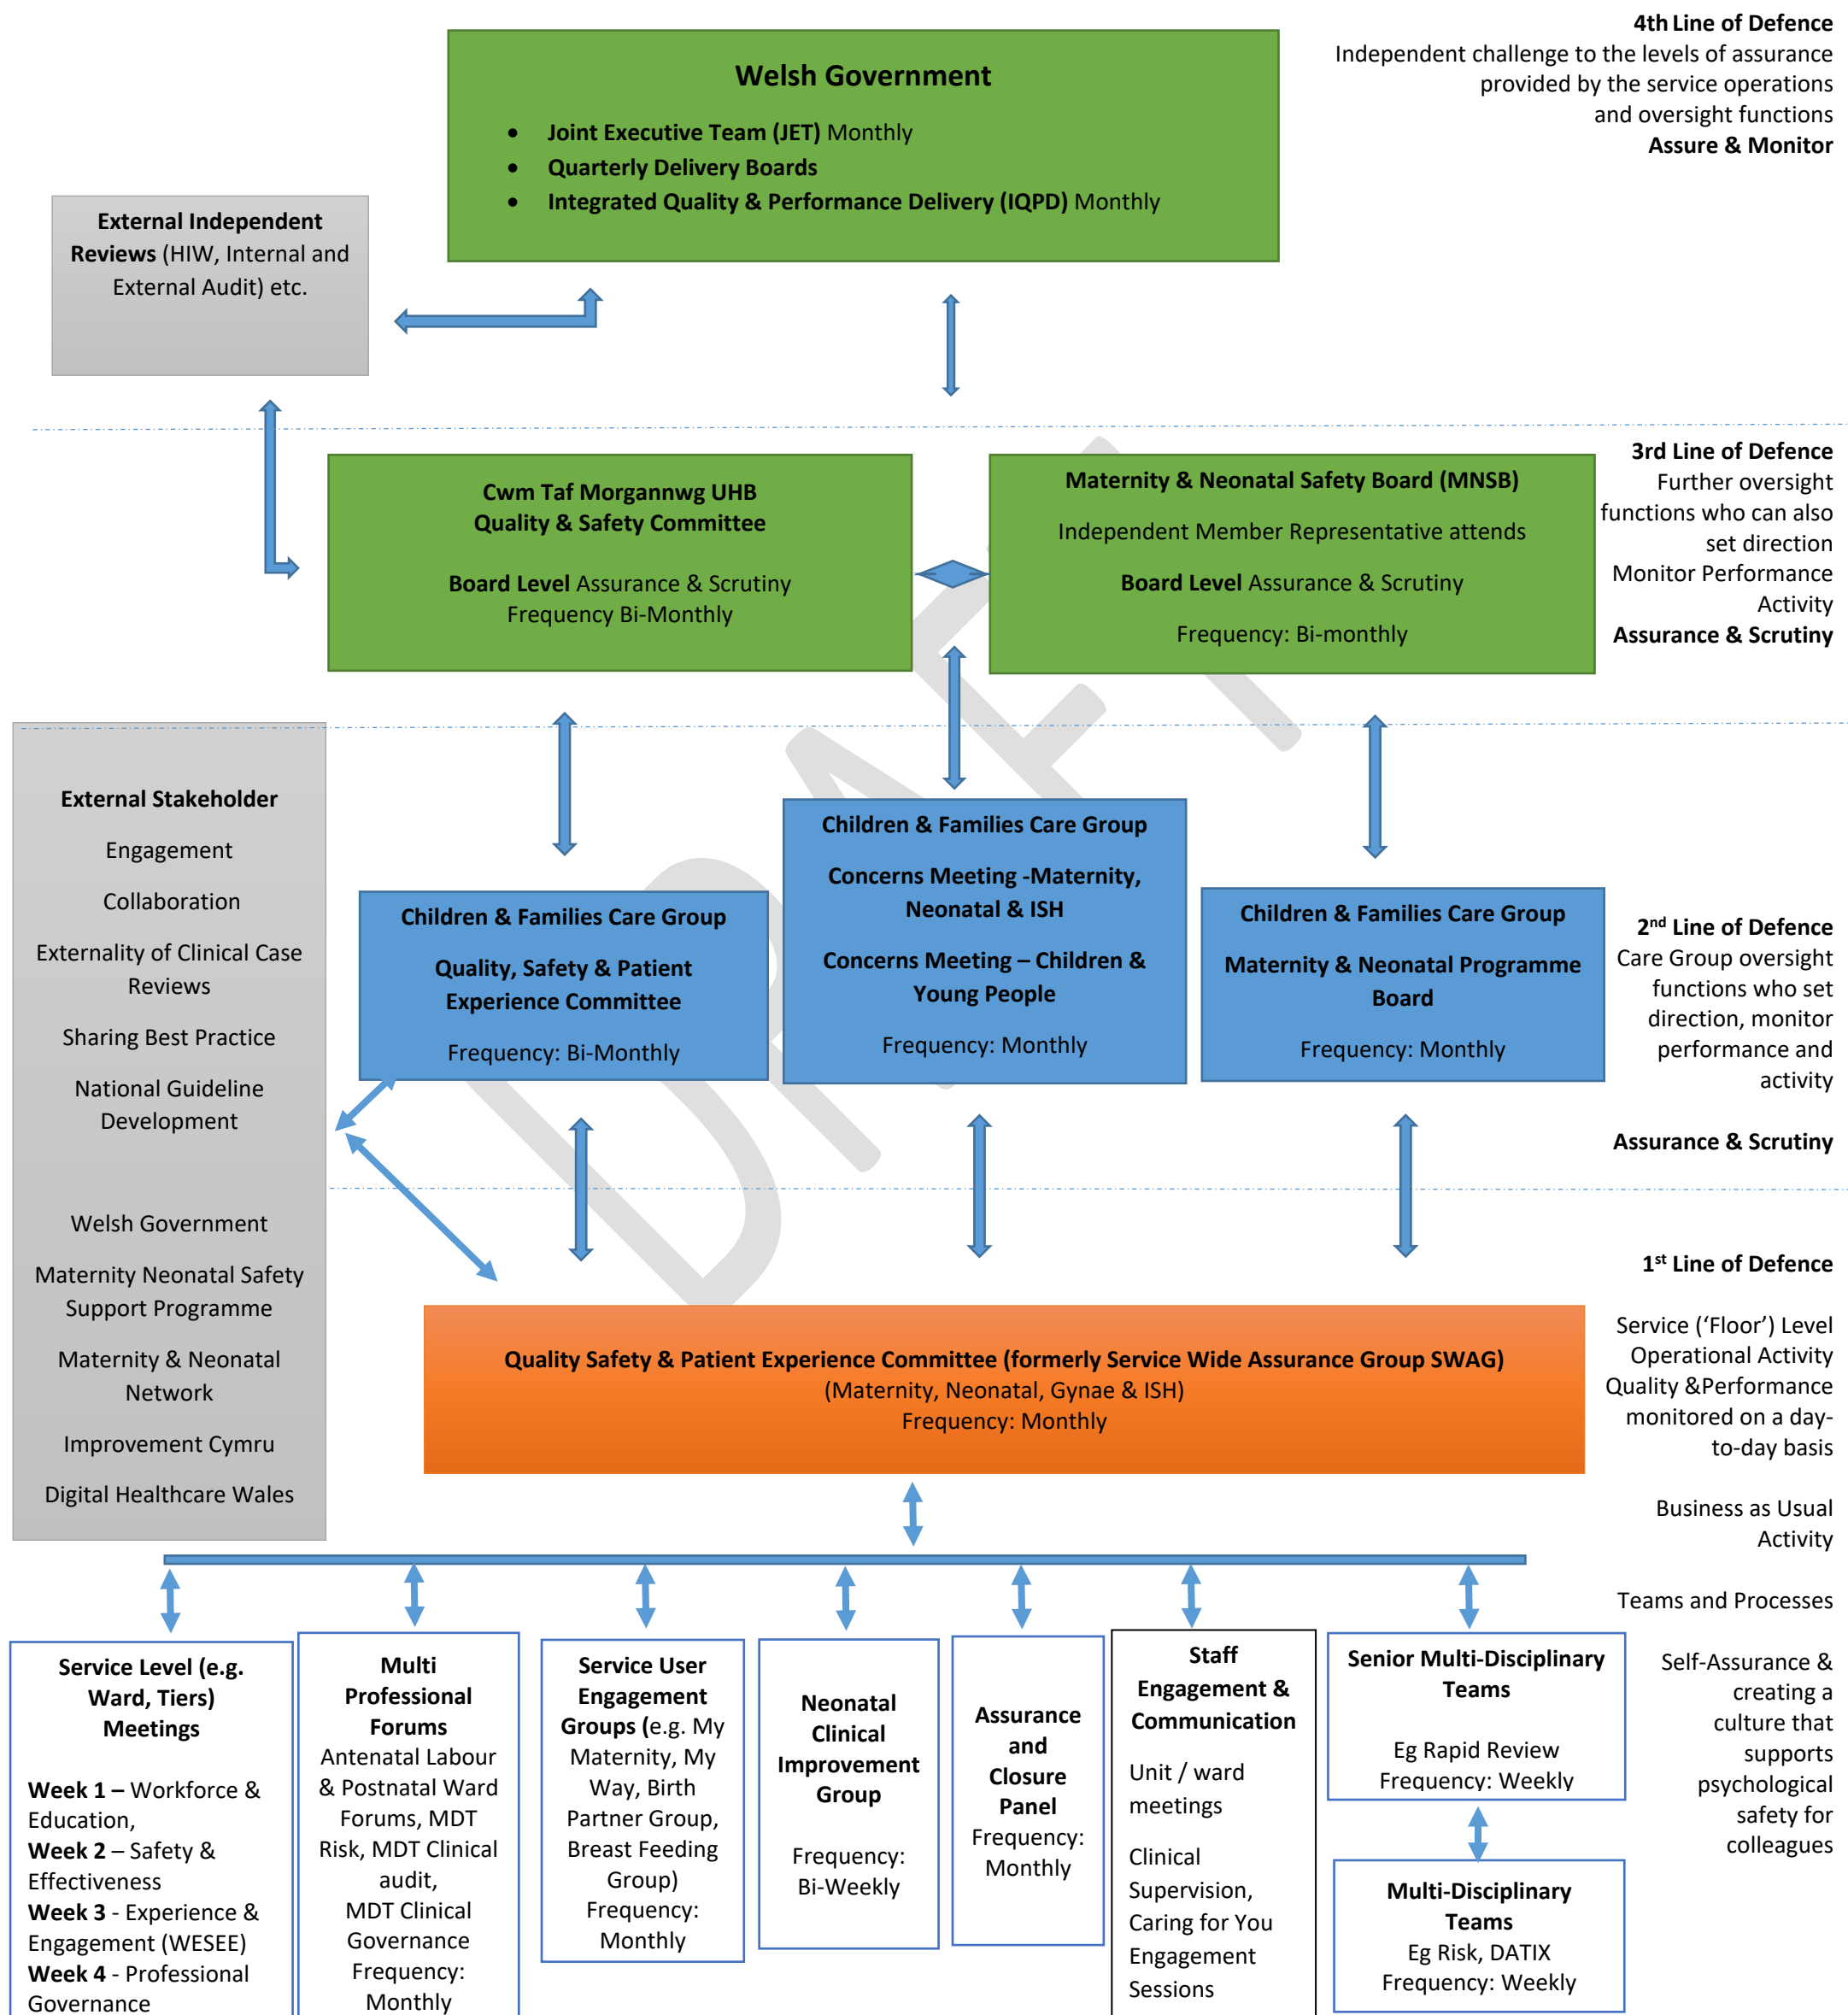 4th Line of Defence
Independent challenge to the levels of assurance
provided by the service operations
and oversight functions
Assure & Monitor
Welsh Government
• Joint Executive Team (JET) Monthly
• Quarterly Delivery Boards
• Integrated Quality & Performance Delivery (IQPD) Monthly
External Independent
Reviews (HIW, Internal and
External Audit) etc.
3rd Line of Defence
Further oversight
functions who can also
set direction
Monitor Performance
Activity
Assurance & Scrutiny
Cwm Taf Morgannwg UHB
Quality & Safety Committee
Board Level Assurance & Scrutiny
Frequency Bi-Monthly
Maternity & Neonatal Safety Board (MNSB)
Independent Member Representative attends
Board Level Assurance & Scrutiny
Frequency: Bi-monthly
DRAFT
External Stakeholder
Engagement
Collaboration
Externality of Clinical Case
Reviews
Sharing Best Practice
National Guideline
Development
Welsh Government
Maternity Neonatal Safety
Support Programme
Maternity & Neonatal
Network
Improvement Cymru
Digital Healthcare Wales
Children & Families Care Group
Quality, Safety & Patient
Experience Committee
Frequency: Bi-Monthly
Children & Families Care Group
Concerns Meeting -Maternity,
Neonatal & ISH
Concerns Meeting – Children &
Young People
Frequency: Monthly
Children & Families Care Group
Maternity & Neonatal Programme
Board
Frequency: Monthly
2nd Line of Defence
Care Group oversight
functions who set
direction, monitor
performance and
activity
Assurance & Scrutiny
1st Line of Defence
Service (‘Floor’) Level
Operational Activity
Quality &Performance
monitored on a day-
to-day basis
Business as Usual
Activity
Teams and Processes
Self-Assurance &
creating a
culture that
supports
psychological
safety for
colleagues
Quality Safety & Patient Experience Committee (formerly Service Wide Assurance Group SWAG)
(Maternity, Neonatal, Gynae & ISH)
Frequency: Monthly
Service Level (e.g.
Ward, Tiers)
Meetings
Week 1 – Workforce &
Education,
Week 2 – Safety &
Effectiveness
Week 3 - Experience &
Engagement (WESEE)
Week 4 - Professional
Governance
Multi
Professional
Forums
Antenatal Labour
& Postnatal Ward
Forums, MDT
Risk, MDT Clinical
audit,
MDT Clinical
Governance
Frequency:
Monthly
Service User
Engagement
Groups (e.g. My
Maternity, My
Way, Birth
Partner Group,
Breast Feeding
Group)
Frequency:
Monthly
Neonatal
Clinical
Improvement
Group
Frequency:
Bi-Weekly
Assurance
and
Closure
Panel
Frequency:
Monthly
Staff
Engagement &
Communication
Unit / ward
meetings
Clinical
Supervision,
Caring for You
Engagement
Sessions
Senior Multi-Disciplinary
Teams
Eg Rapid Review
Frequency: Weekly
Multi-Disciplinary
Teams
Eg Risk, DATIX
Frequency: Weekly